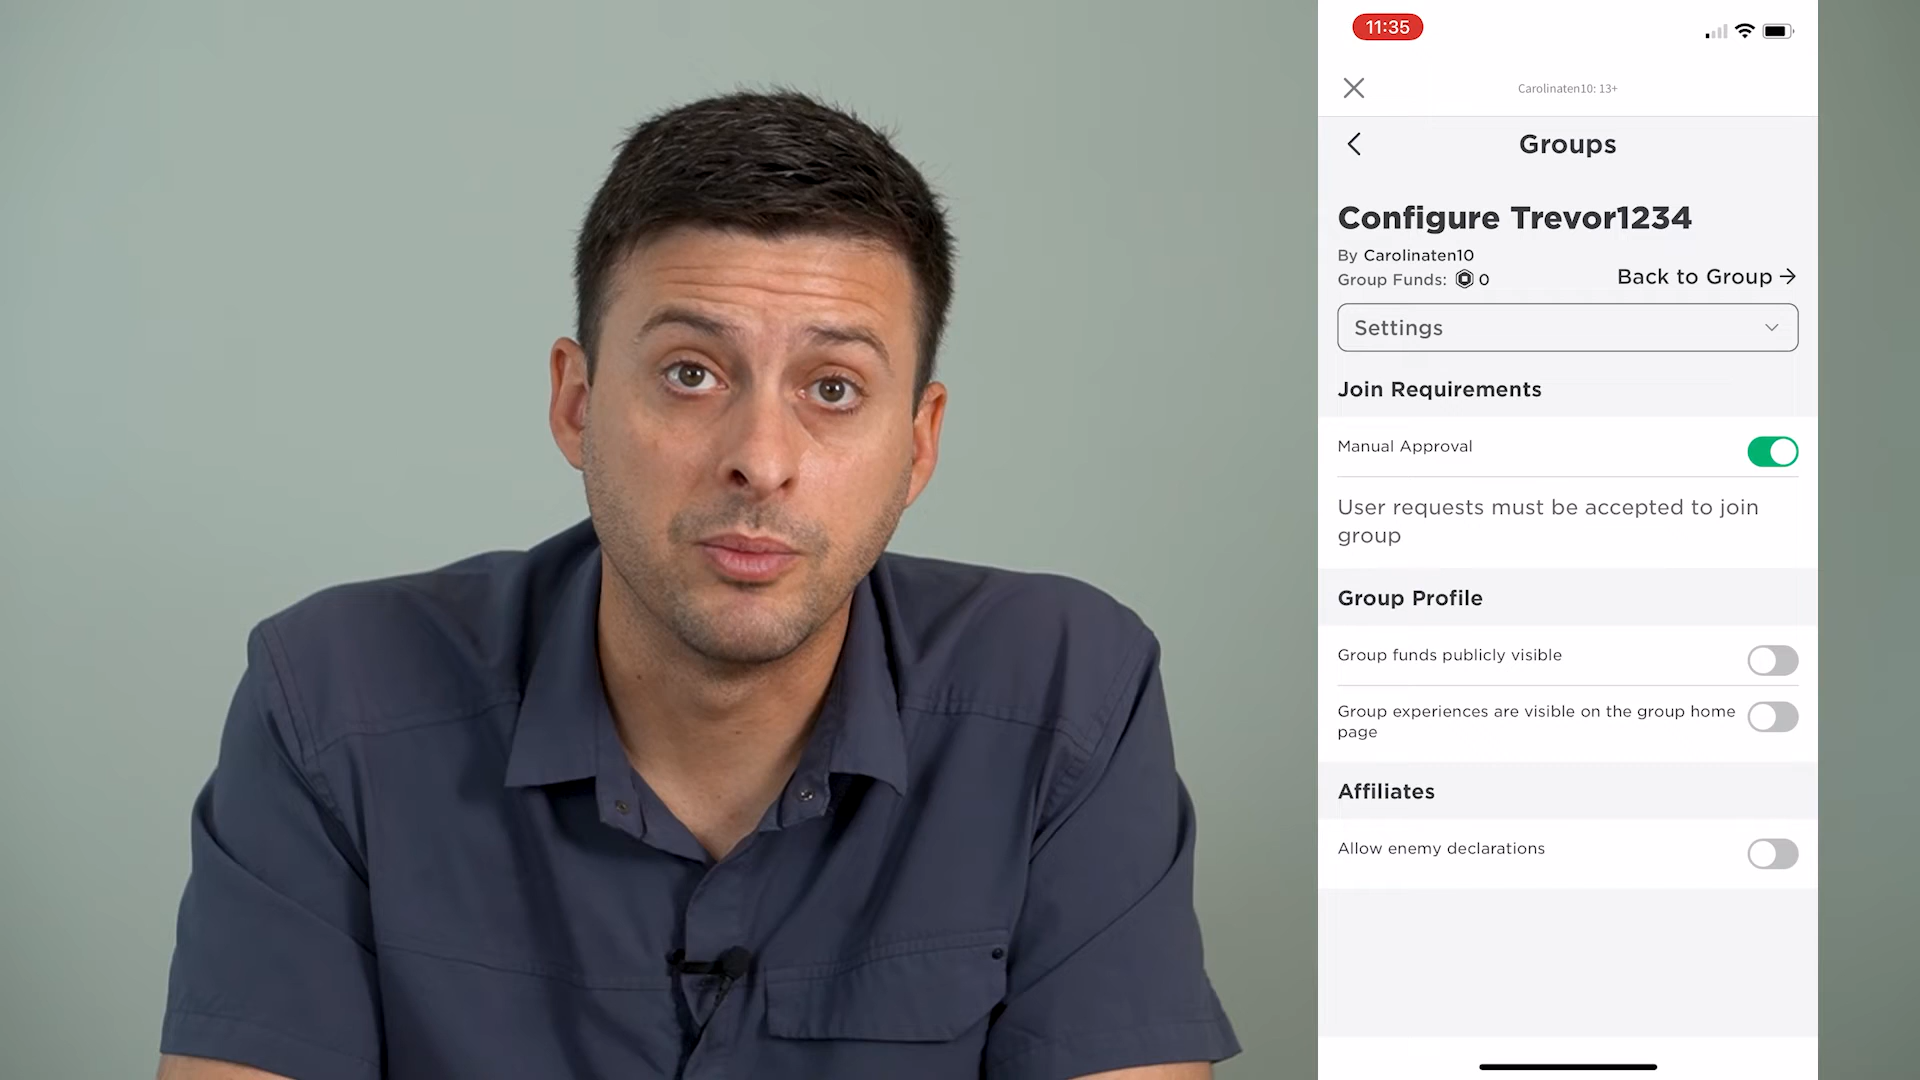 11:35
Carolinaten10: 13+
Groups
Configure Trevor1234
By Carolinaten10
Group Funds: 0
Back to Group
Settings
Join Requirements
Manual Approval
User requests must be accepted to join
group
Group Profile
Group funds publicly visible
Group experiences are visible on the group home
page
Affiliates
Allow enemy declarations